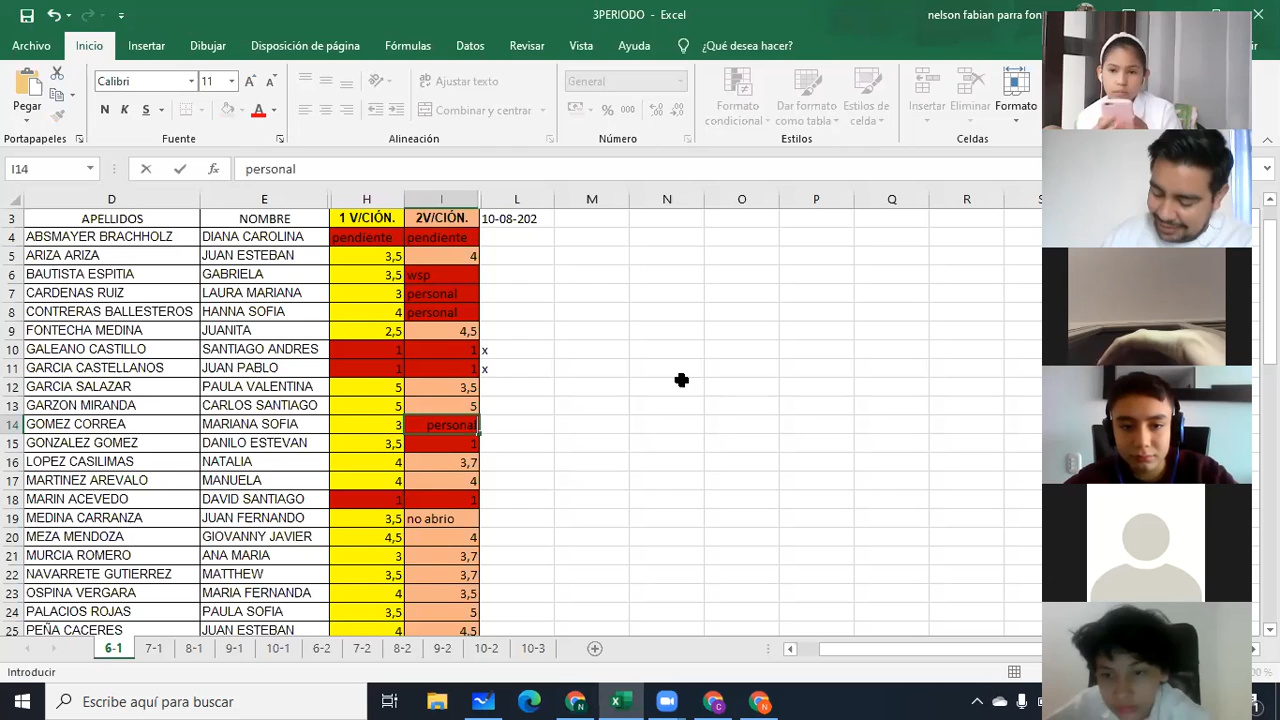 3PERIODO - Excel
nelson fabian parra fon
Archivo Inicio Insertar Dibujar Disposición de página Fórmulas Datos Revisar Vista Ayuda ¿Qué desea hacer?
Pegar
Calibri 11
N K S
Ajustar texto
Combinar y centrar
General
% 000
Formato condicional
Dar formato como tabla
Estilos de celda
Insertar
Eliminar
Formato
Portapapeles Fuente Alineación Número Estilos Celdas
I14 fx personal
D E H I L M N O P Q R S
3 APELLIDOS NOMBRE 1 V/CIÓN. 2V/CIÓN. 10-08-202
4 ABSMAYER BRACHHOLZ DIANA CAROLINA pendiente pendiente
5 ARIZA ARIZA JUAN ESTEBAN 3,5 4
6 BAUTISTA ESPITIA GABRIELA 3,5 wsp
7 CARDENAS RUIZ LAURA MARIANA 3 personal
8 CONTRERAS BALLESTEROS HANNA SOFIA 4 personal
9 FONTECHA MEDINA JUANITA 2,5 4,5
10 GALEANO CASTILLO SANTIAGO ANDRES 1 1 x
11 GARCIA CASTELLANOS JUAN PABLO 1 1 x
12 GARCIA SALAZAR PAULA VALENTINA 5 3,5
13 GARZON MIRANDA CARLOS SANTIAGO 5 5
14 GOMEZ CORREA MARIANA SOFIA 3 personal
15 GONZALEZ GOMEZ DANILO ESTEVAN 3,5 1
16 LOPEZ CASILIMAS NATALIA 4 3,7
17 MARTINEZ AREVALO MANUELA 4 4
18 MARIN ACEVEDO DAVID SANTIAGO 1 1
19 MEDINA CARRANZA JUAN FERNANDO 3,5 no abrio
20 MEZA MENDOZA GIOVANNY JAVIER 4,5 4
21 MURCIA ROMERO ANA MARIA 3 3,7
22 NAVARRETE GUTIERREZ MATTHEW 3,5 3,7
23 OSPINA VERGARA MARIA FERNANDA 4 3,5
24 PALACIOS ROJAS PAULA SOFIA 3,5 5
25 PEÑA CACERES JUAN ESTEBAN 4 4,5
6-1 7-1 8-1 9-1 10-1 6-2 7-2 8-2 9-2 10-2 10-3
Introducir
Escribe aquí para buscar